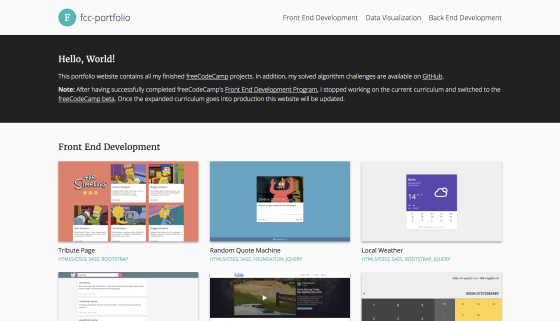 F fcc-portfolio
Front End Development Data Visualization Back End Development
Hello, World!
This portfolio website contains all my finished freeCodeCamp projects. In addition, my solved algorithm challenges are available on GitHub.
Note: After having successfully completed freeCodeCamp's Front End Development Program, I stopped working on the current curriculum and switched to the
freeCodeCamp beta. Once the expanded curriculum goes into production this website will be updated.
Front End Development
THE SIMPSONS
Tribute Page
HTML5/CSS3, SASS, BOOTSTRAP
Random Quote Machine
HTML5/CSS3, SASS, FOUNDATION, JQUERY
Local Weather
HTML5/CSS3, SASS, BOOTSTRAP, JQUERY